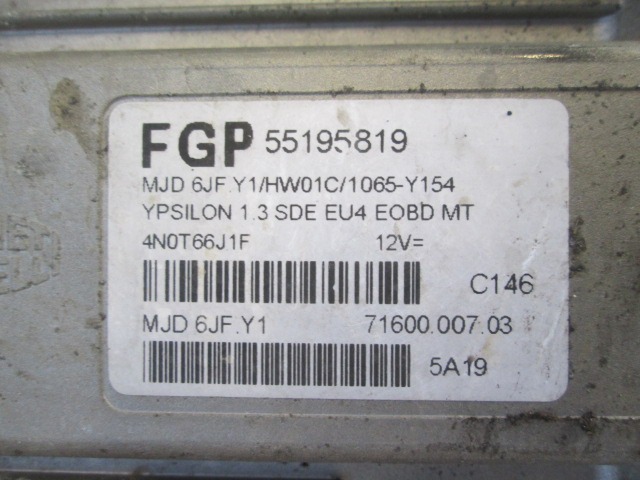 FGP 55195819
MJD 6JF.Y1/HW01C/1065-Y154
YPSILON 1.3 SDE EU4 EOBD MT
4N0T66J1F 12V=
C146
MJD 6JF.Y1 71600.007.03
5A19